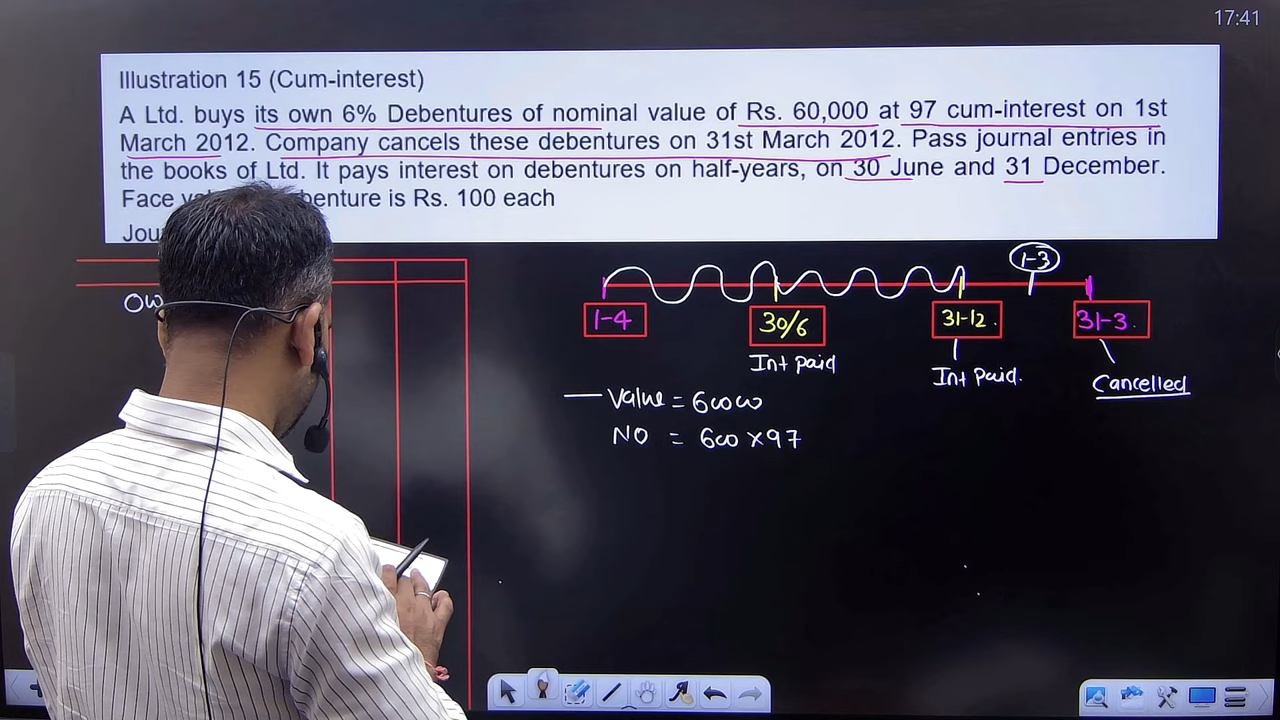 17:41
Illustration 15 (Cum-interest)
A Ltd. buys its own 6% Debentures of nominal value of Rs. 60,000 at 97 cum-interest on 1st
March 2012. Company cancels these debentures on 31st March 2012. Pass journal entries in
the books of Ltd. It pays interest on debentures on half-years, on 30 June and 31 December.
Face benture is Rs. 100 each
1-3
1-4
30/6
31-12.
31-3.
Int paid
Int paid.
Cancelled
Value = 60000
NO = 600 × 97